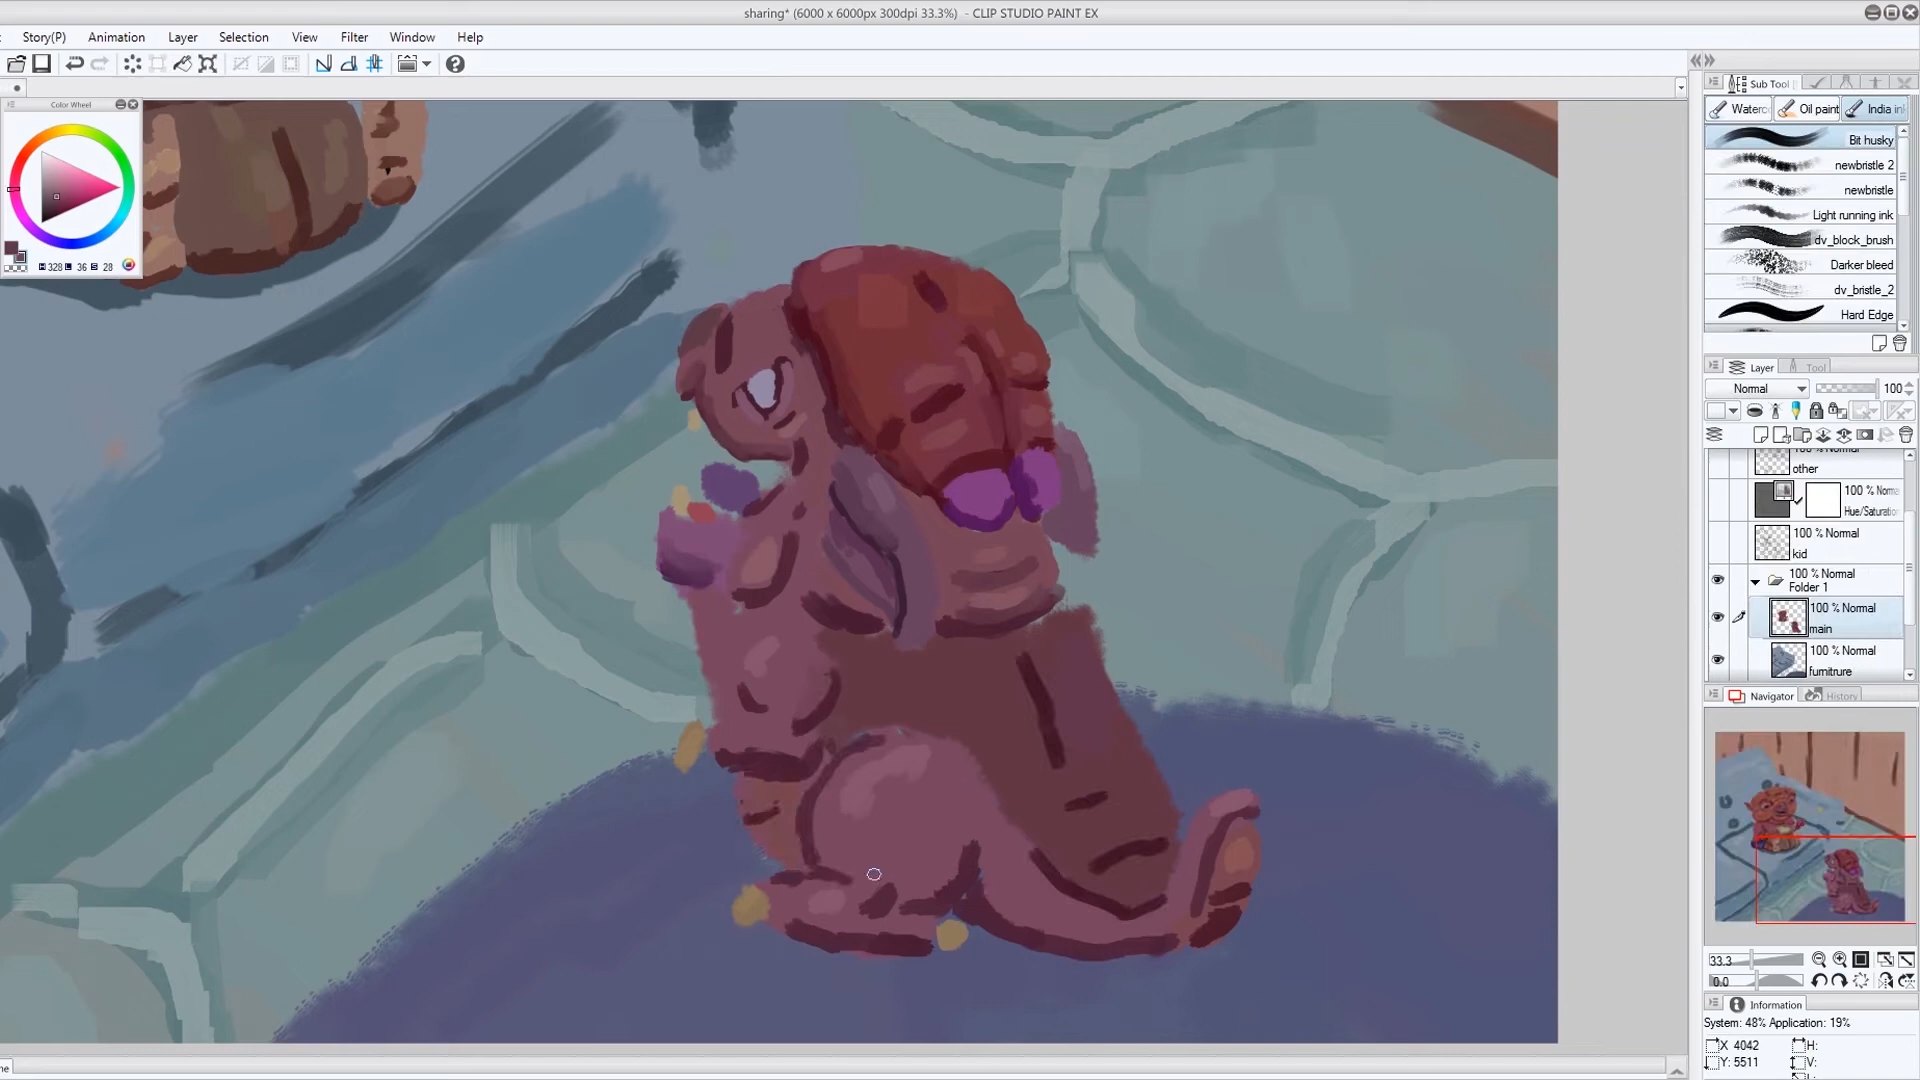 sharing* (6000 x 6000px 300dpi 33.3%) - CLIP STUDIO PAINT EX
Story(P) Animation Layer Selection View Filter Window Help
Color Wheel
328 36 28
Sub Tool
Waterc Oil paint India in
Bit husky
newbristle 2
newbristle
Light running ink
dv_block_brush
Darker bleed
dv_bristle_2
Hard Edge
Layer Tool
Normal 100
100 % Normal
other
100 % Norma
Hue/Saturation
100 % Normal
kid
100 % Normal
Folder 1
100 % Normal
main
100 % Normal
furnitrure
Navigator History
33.3
0.0
Information
System: 48% Application: 19%
X 4042 H:
Y: 5511 V: